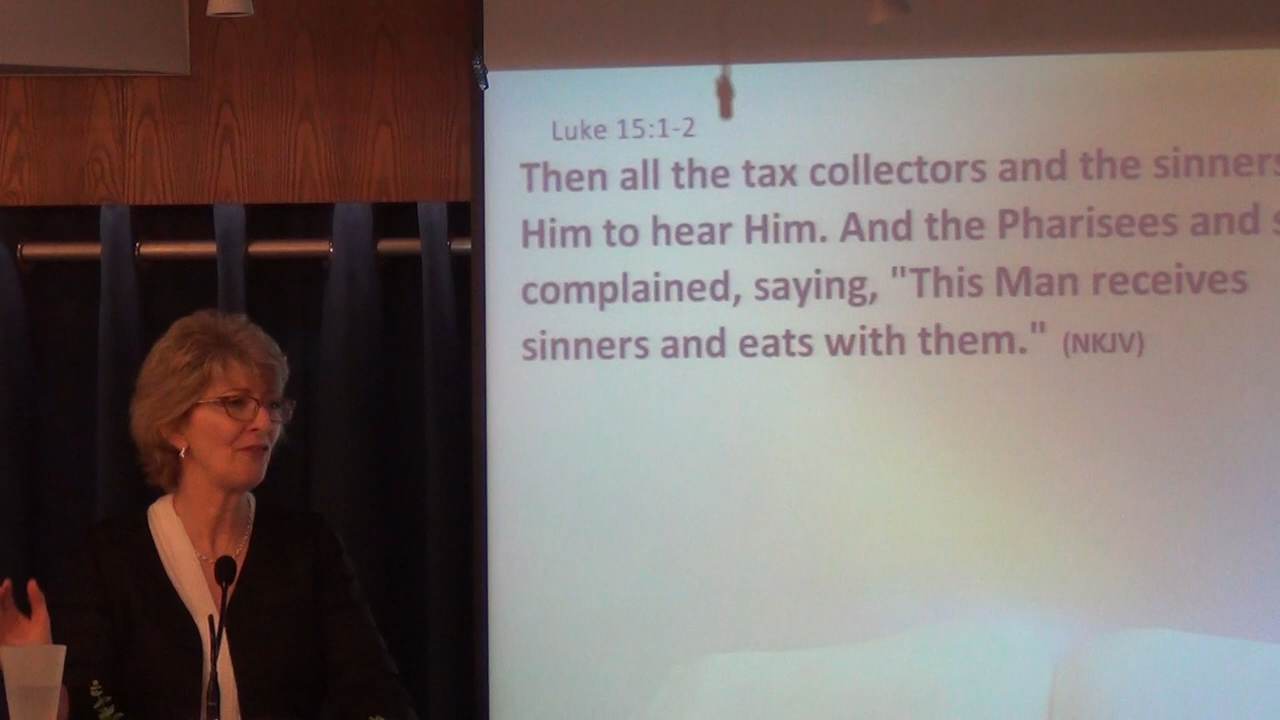 Luke 15:1-2
Then all the tax collectors and the sinners
Him to hear Him. And the Pharisees and
complained, saying, "This Man receives
sinners and eats with them." (NKJV)